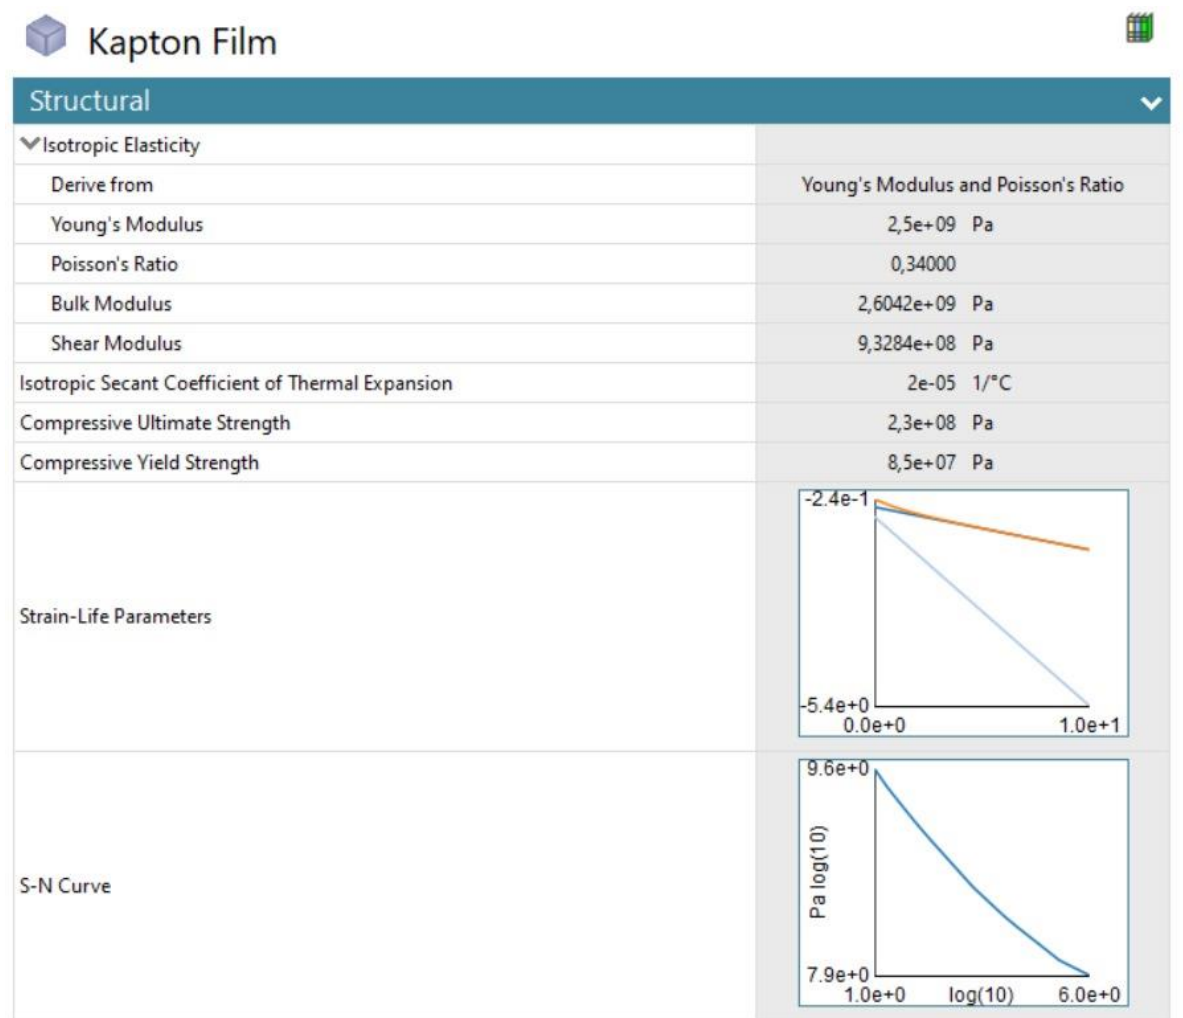 Kapton Film
Structural
Isotropic Elasticity
Derive from Young's Modulus and Poisson's Ratio
Young's Modulus 2,5e+09 Pa
Poisson's Ratio 0,34000
Bulk Modulus 2,6042e+09 Pa
Shear Modulus 9,3284e+08 Pa
Isotropic Secant Coefficient of Thermal Expansion 2e-05 1/°C
Compressive Ultimate Strength 2,3e+08 Pa
Compressive Yield Strength 8,5e+07 Pa
-2.4e-1
Strain-Life Parameters
-5.4e+0
0.0e+0 1.0e+1
9.6e+0
Pa log(10)
S-N Curve
7.9e+0
1.0e+0 log(10) 6.0e+0